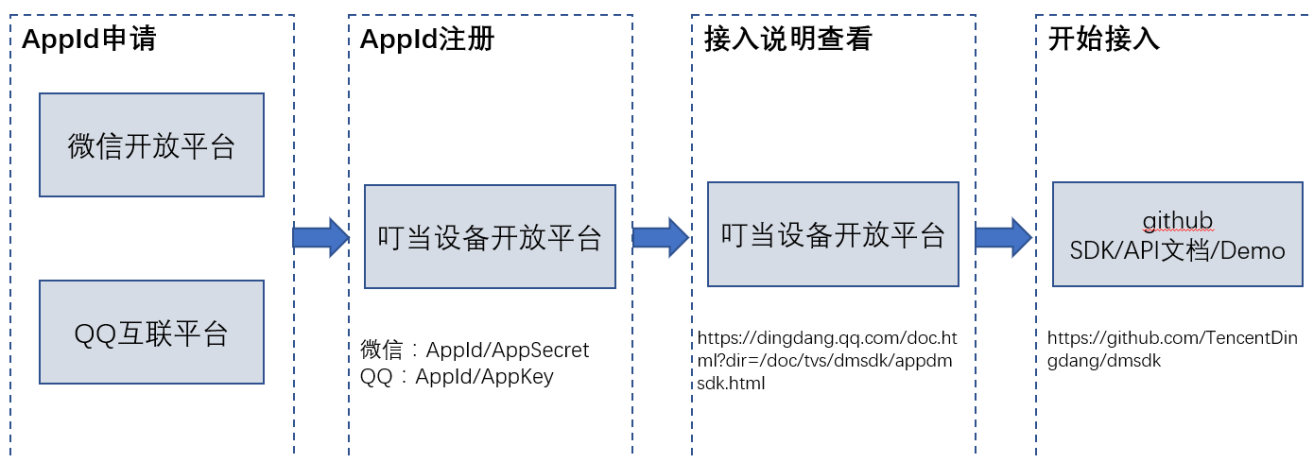 AppId申请
微信开放平台
QQ互联平台
AppId注册
叮当设备开放平台
微信：AppId/AppSecret
QQ：AppId/AppKey
接入说明查看
叮当设备开放平台
https://dingdang.qq.com/doc.ht
ml?dir=/doc/tvs/dmsdk/appdm
sdk.html
开始接入
github
SDK/API文档/Demo
https://github.com/TencentDin
gdang/dmsdk